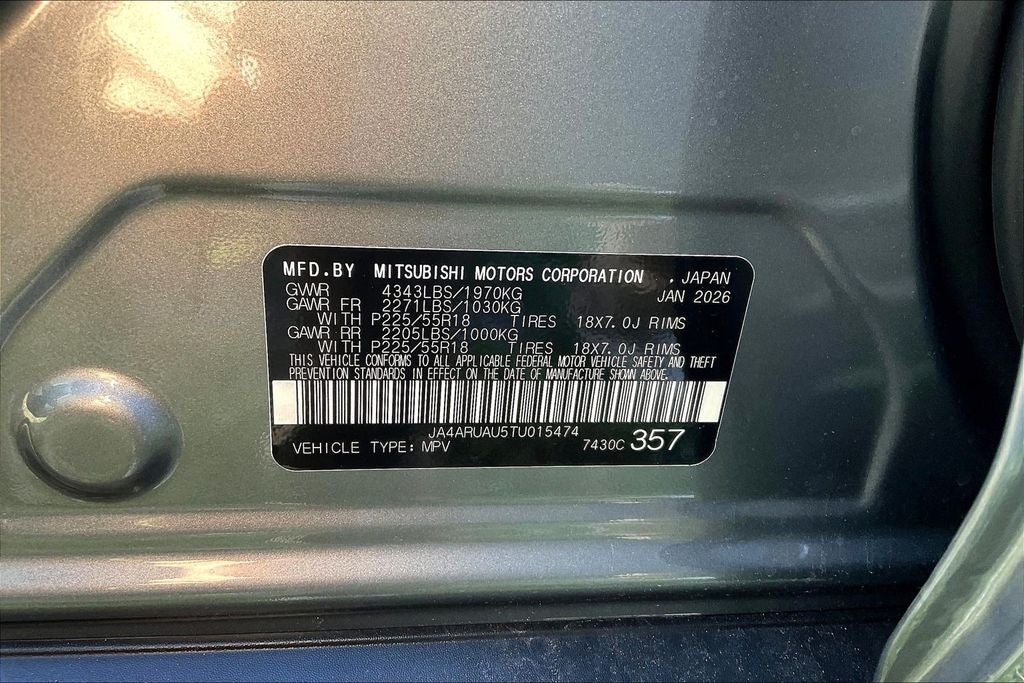 MFD.BY MITSUBISHI MOTORS CORPORATION , JAPAN
GVWR 4343LBS/1970KG JAN 2026
GAWR FR 2271LBS/1030KG
WITH P225/55R18 TIRES 18X7.0J RIMS
GAWR RR 2205LBS/1000KG
WITH P225/55R18 TIRES 18X7.0J RIMS
THIS VEHICLE CONFORMS TO ALL APPLICABLE FEDERAL MOTOR VEHICLE SAFETY AND THEFT
PREVENTION STANDARDS IN EFFECT ON THE DATE OF MANUFACTURE SHOWN ABOVE.
JA4ARUAU5TU015474
VEHICLE TYPE: MPV 7430C 357